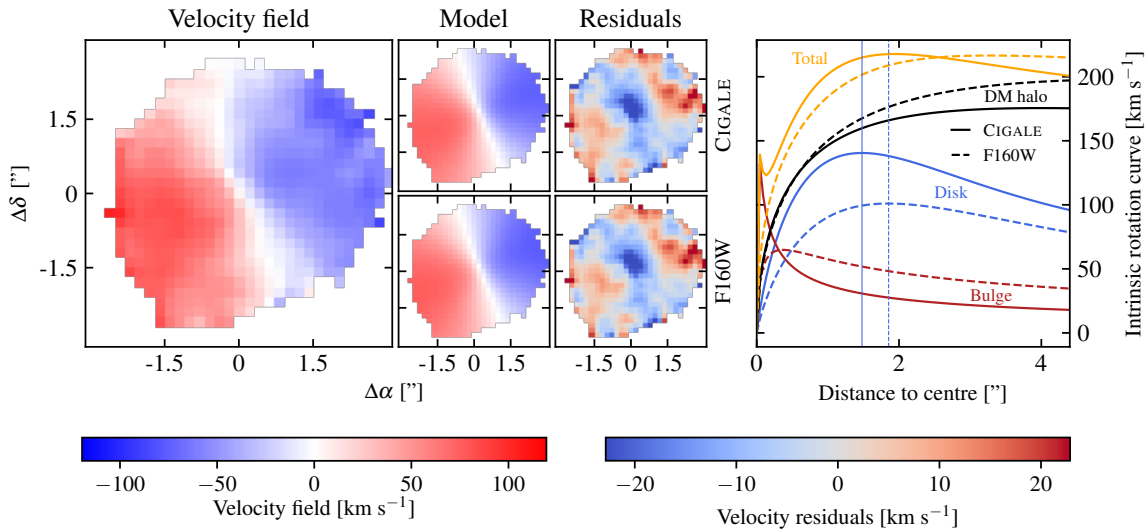 Velocity field
Model
Residuals
Δδ ["]
1.5
0
-1.5
-1.5
0
1.5
-1.5 0 1.5
-1.5 0 1.5
Δα ["]
CIGALE
F160W
Total
DM halo
CIGALE
F160W
Disk
Bulge
200
150
100
50
0
Intrinsic rotation curve [km s⁻¹]
0
2
4
Distance to centre ["]
−100
−50
0
50
100
Velocity field [km s⁻¹]
−20
−10
0
10
20
Velocity residuals [km s⁻¹]